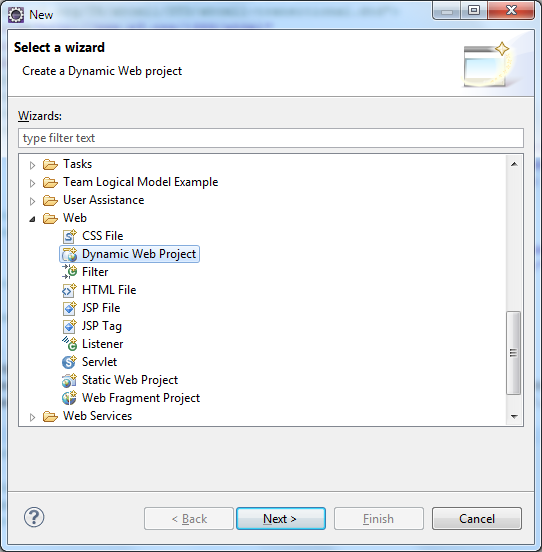 New
Select a wizard
Create a Dynamic Web project
Wizards:
type filter text
Tasks
Team Logical Model Example
User Assistance
Web
CSS File
Dynamic Web Project
Filter
HTML File
JSP File
JSP Tag
Listener
Servlet
Static Web Project
Web Fragment Project
Web Services
< Back
Next >
Finish
Cancel